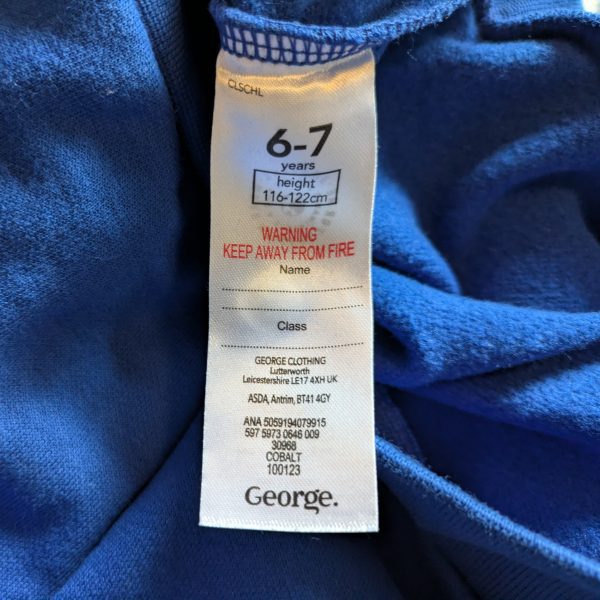 CLSCHL
6-7
years
height
116-122cm
WARNING
KEEP AWAY FROM FIRE
Name
Class
GEORGE CLOTHING
Lutterworth
Leicestershire LE17 4XH UK
ASDA, Antrim, BT41 4GY
ANA 5059194079915
597 5973 0646 009
30968
COBALT
100123
George.